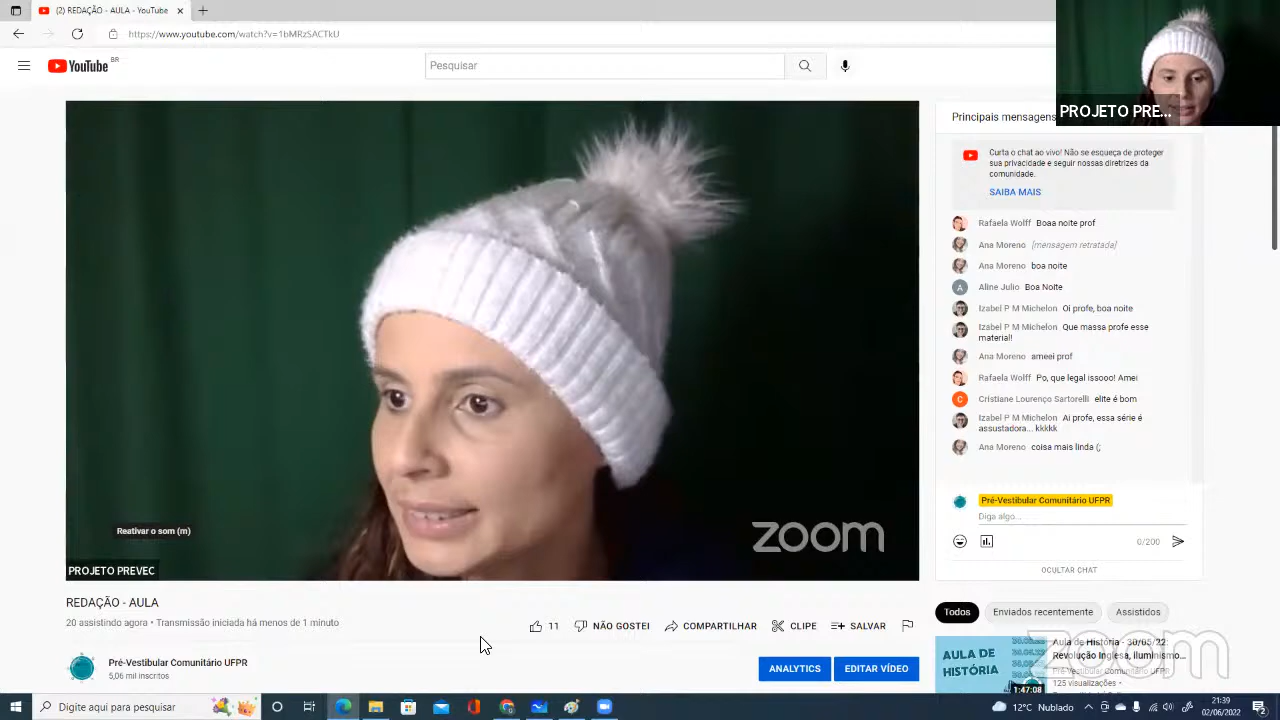 (2) REDAÇÃO - AULA - YouTube
https://www.youtube.com/watch?v=1bMRzSACTkU
YouTube BR
Pesquisar
PROJETO PRE...
Principais mensagens
Curta o chat ao vivo! Não se esqueça de proteger
sua privacidade e seguir nossas diretrizes da
comunidade.
SAIBA MAIS
Rafaela Wolff Boaa noite prof
Ana Moreno [mensagem retratada]
Ana Moreno boa noite
A Aline Julio Boa Noite
Izabel P M Michelon Oi profe, boa noite
Izabel P M Michelon Que massa profe esse
material!
Ana Moreno ameei prof
Rafaela Wolff Po, que legal issooo! Amei
C Cristiane Lourenço Sartorelli elite é bom
Izabel P M Michelon Ai profe, essa série é
assustadora... kkkkk
Ana Moreno coisa mais linda (;
Pré-Vestibular Comunitário UFPR
Diga algo...
0/200
OCULTAR CHAT
Reativar o som (m)
zoom
PROJETO PREVEC
REDAÇÃO - AULA
20 assistindo agora • Transmissão iniciada há menos de 1 minuto
11 NÃO GOSTEI COMPARTILHAR CLIPE SALVAR
Pré-Vestibular Comunitário UFPR
5,06 mil inscritos
ANALYTICS EDITAR VÍDEO
Todos Enviados recentemente Assistidos
AULA DE
HISTÓRIA
1:47:08
Aula de História - 30/05/22:
Revolução Inglesa, iluminismo...
Pré-Vestibular Comunitário UFPR
125 visualizações •
zoom
Digite aqui para pesquisar
12°C Nublado
21:39
02/06/2022
2